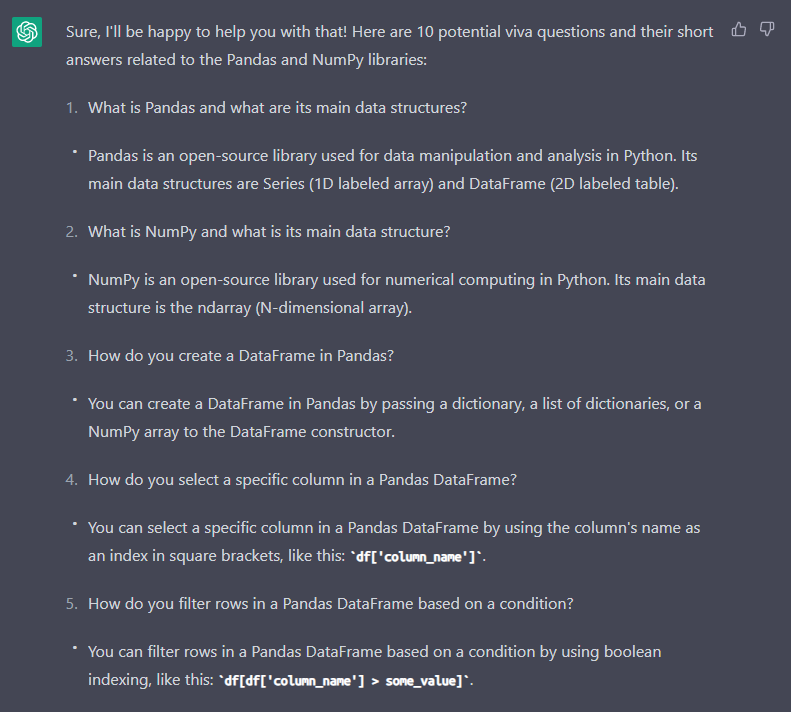 Sure, I'll be happy to help you with that! Here are 10 potential viva questions and their short
answers related to the Pandas and NumPy libraries:
1. What is Pandas and what are its main data structures?
• Pandas is an open-source library used for data manipulation and analysis in Python. Its
main data structures are Series (1D labeled array) and DataFrame (2D labeled table).
2. What is NumPy and what is its main data structure?
• NumPy is an open-source library used for numerical computing in Python. Its main data
structure is the ndarray (N-dimensional array).
3. How do you create a DataFrame in Pandas?
• You can create a DataFrame in Pandas by passing a dictionary, a list of dictionaries, or a
NumPy array to the DataFrame constructor.
4. How do you select a specific column in a Pandas DataFrame?
• You can select a specific column in a Pandas DataFrame by using the column's name as
an index in square brackets, like this: `df['column_name']`.
5. How do you filter rows in a Pandas DataFrame based on a condition?
• You can filter rows in a Pandas DataFrame based on a condition by using boolean
indexing, like this: `df[df['column_name'] > some_value]`.